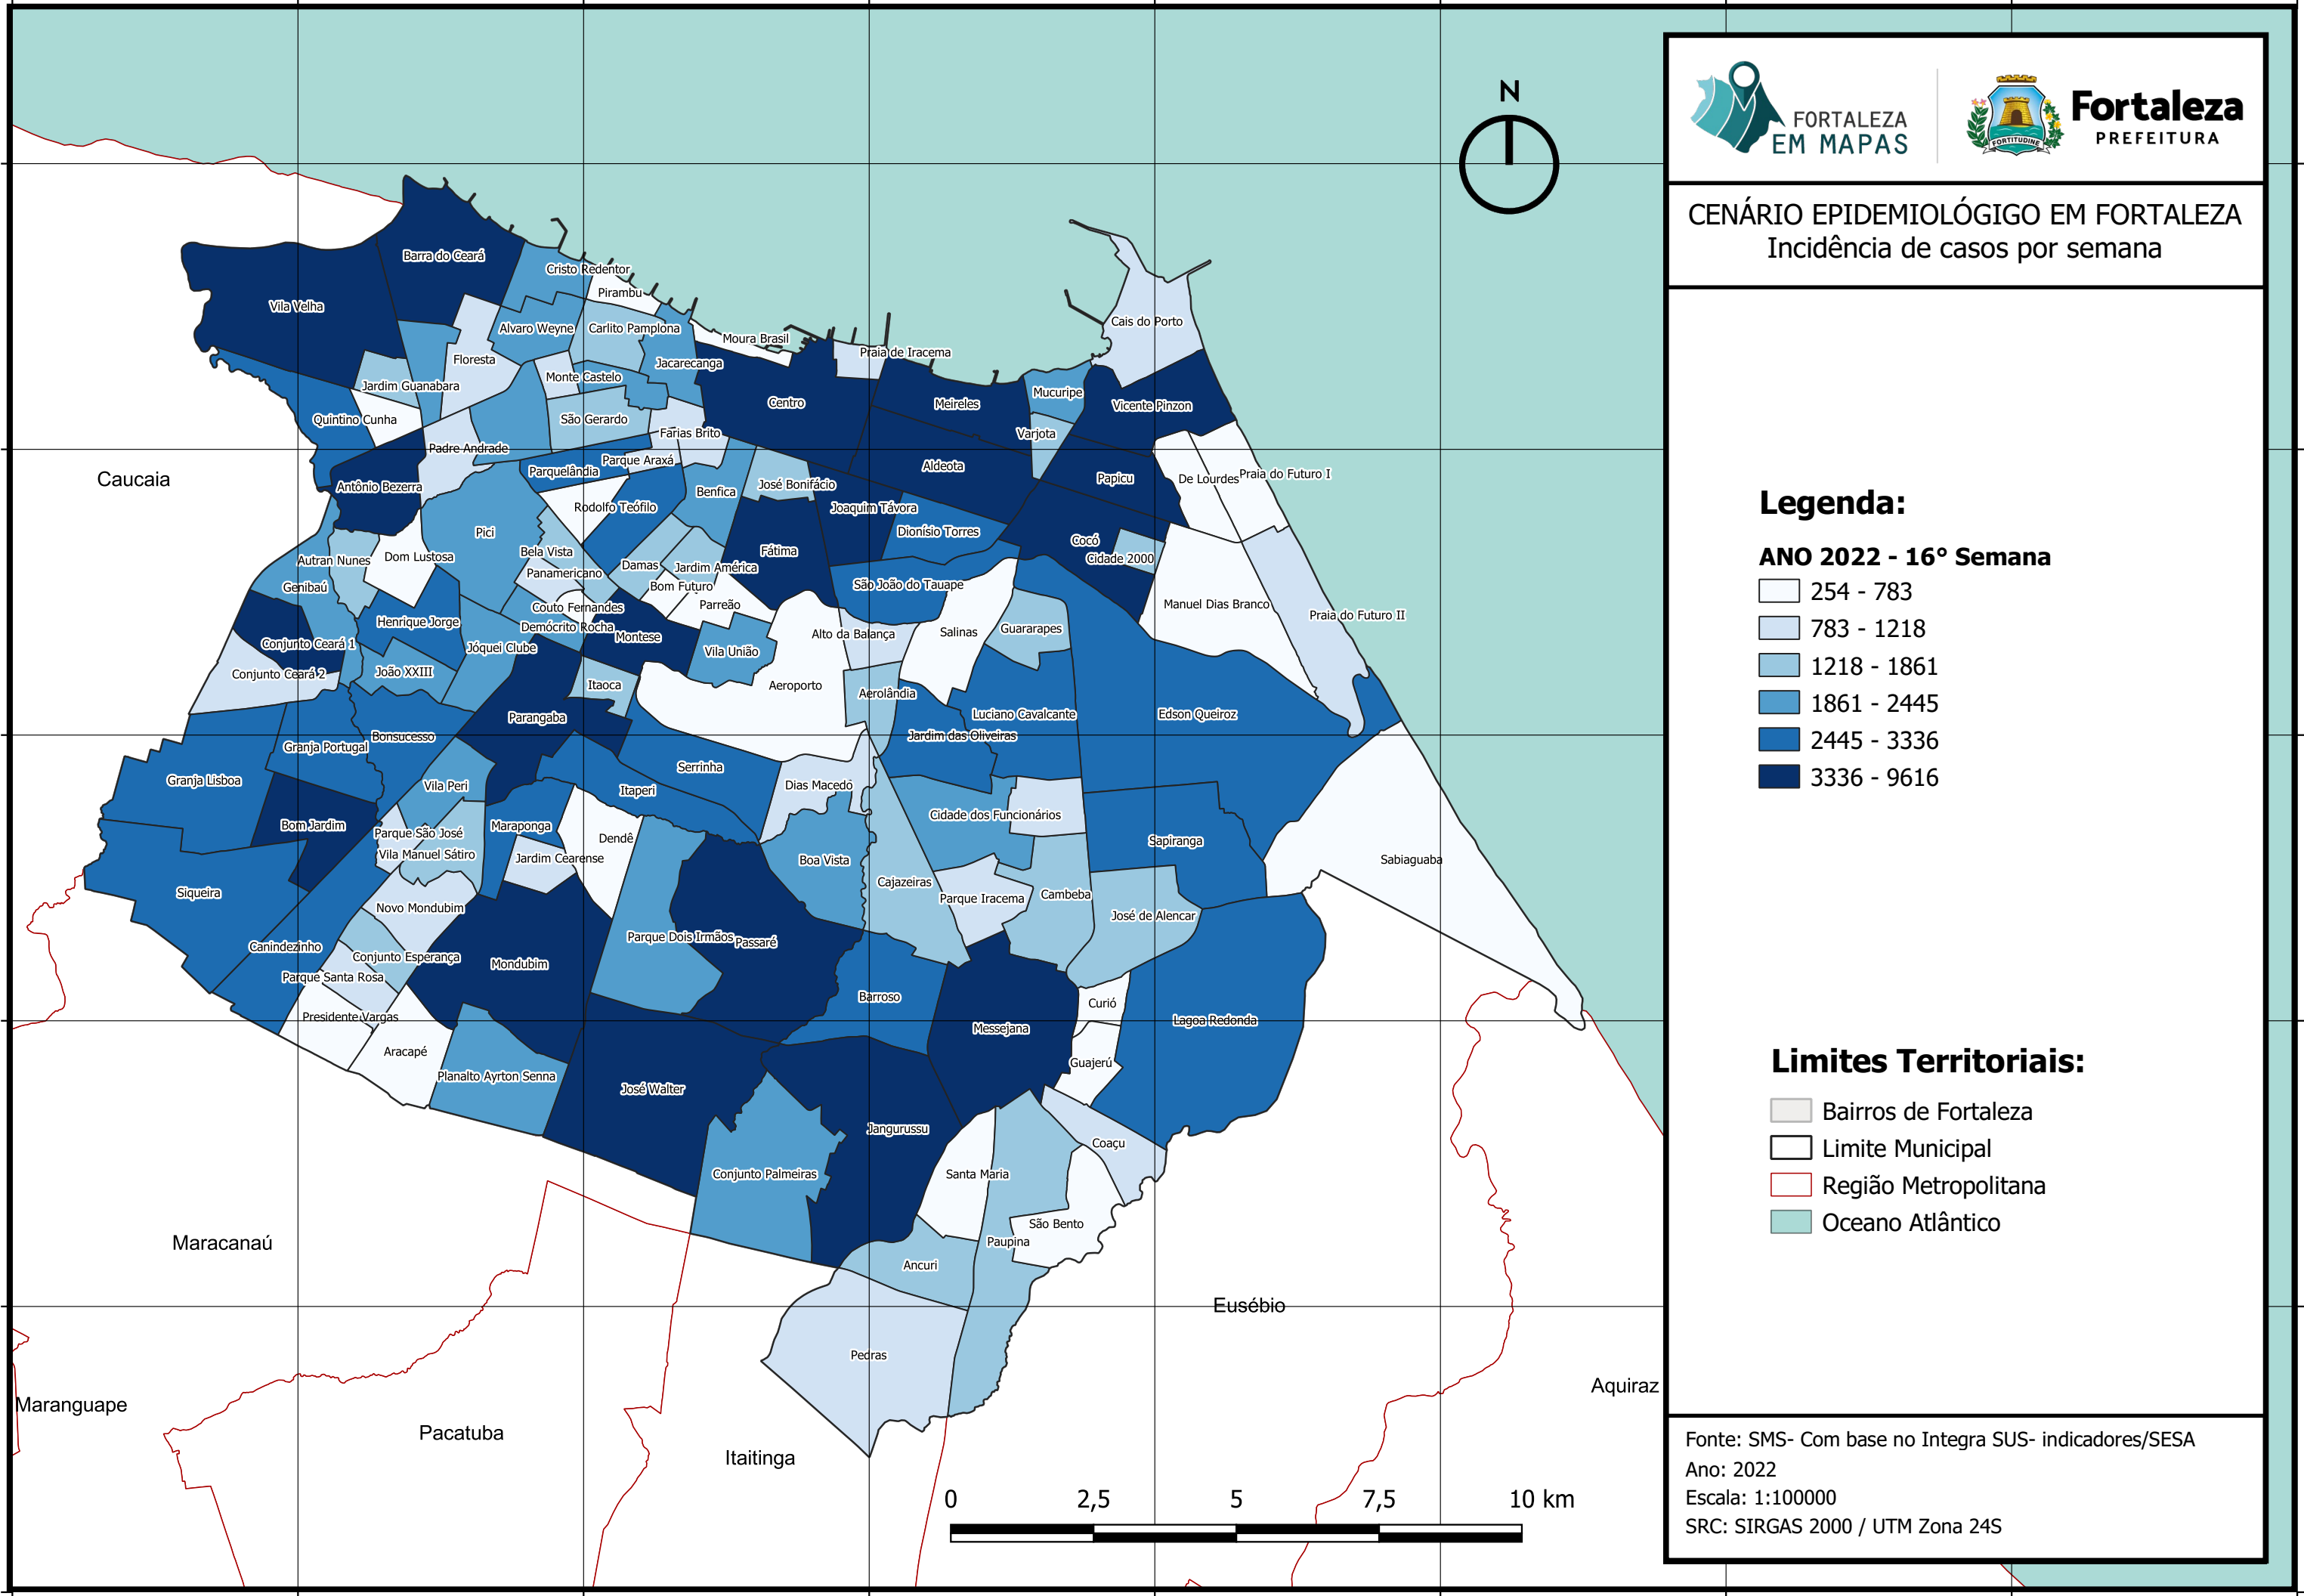 N
FORTALEZA
EM MAPAS
FORTITUDINE
Fortaleza
PREFEITURA
CENÁRIO EPIDEMIOLÓGIGO EM FORTALEZA
Incidência de casos por semana
Legenda:
ANO 2022 - 16° Semana
254 - 783
783 - 1218
1218 - 1861
1861 - 2445
2445 - 3336
3336 - 9616
Limites Territoriais:
Bairros de Fortaleza
Limite Municipal
Região Metropolitana
Oceano Atlântico
Fonte: SMS- Com base no Integra SUS- indicadores/SESA
Ano: 2022
Escala: 1:100000
SRC: SIRGAS 2000 / UTM Zona 24S
Barra do Ceará
Cristo Redentor
Pirambu
Vila Velha
Cais do Porto
Alvaro Weyne
Carlito Pamplona
Moura Brasil
Praia de Iracema
Floresta
Jacarecanga
Monte Castelo
Jardim Guanabara
Mucuripe
Centro
Meireles
Vicente Pinzon
Quintino Cunha
São Gerardo
Farias Brito
Varjota
Padre Andrade
Parque Araxá
Aldeota
Parquelândia
De Lourdes
Praia do Futuro I
Papicu
Caucaia
Antônio Bezerra
José Bonifácio
Benfica
Rodolfo Teófilo
Joaquim Távora
Dionísio Torres
Pici
Cocó
Bela Vista
Fátima
Cidade 2000
Autran Nunes
Dom Lustosa
Damas
Jardim América
Panamericano
Genibaú
Bom Futuro
São João do Tauape
Couto Fernandes
Parreão
Manuel Dias Branco
Praia do Futuro II
Henrique Jorge
Demócrito Rocha
Montese
Alto da Balança
Salinas
Guararapes
Conjunto Ceará 1
Jóquei Clube
Vila União
Conjunto Ceará 2
João XXIII
Itaoca
Aeroporto
Aerolândia
Parangaba
Luciano Cavalcante
Edson Queiroz
Bonsucesso
Jardim das Oliveiras
Granja Portugal
Serrinha
Granja Lisboa
Vila Peri
Itaperi
Dias Macedo
Cidade dos Funcionários
Bom Jardim
Parque São José
Maraponga
Dendê
Sapiranga
Vila Manuel Sátiro
Jardim Cearense
Boa Vista
Sabiaguaba
Siqueira
Cajazeiras
Parque Iracema
Cambeba
Novo Mondubim
José de Alencar
Canindezinho
Parque Dois Irmãos
Passaré
Conjunto Esperança
Mondubim
Parque Santa Rosa
Barroso
Curió
Presidente Vargas
Messejana
Lagoa Redonda
Aracapé
Guajerú
Planalto Ayrton Senna
José Walter
Jangurussu
Coaçu
Conjunto Palmeiras
Santa Maria
São Bento
Maracanaú
Paupina
Ancuri
Eusébio
Pedras
Aquiraz
Maranguape
Pacatuba
Itaitinga
0 2,5 5 7,5 10 km